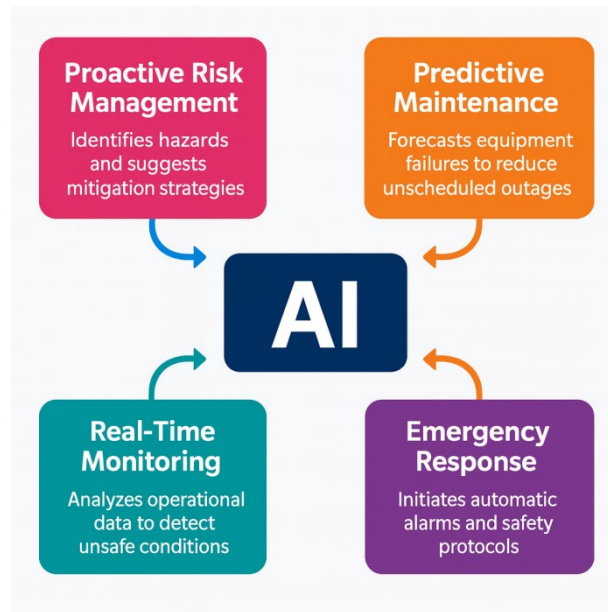 Proactive Risk
Management
Identifies hazards
and suggests
mitigation strategies
Predictive
Maintenance
Forecasts equipment
failures to reduce
unscheduled outages
AI
Real-Time
Monitoring
Analyzes operational
data to detect
unsafe conditions
Emergency
Response
Initiates automatic
alarms and safety
protocols